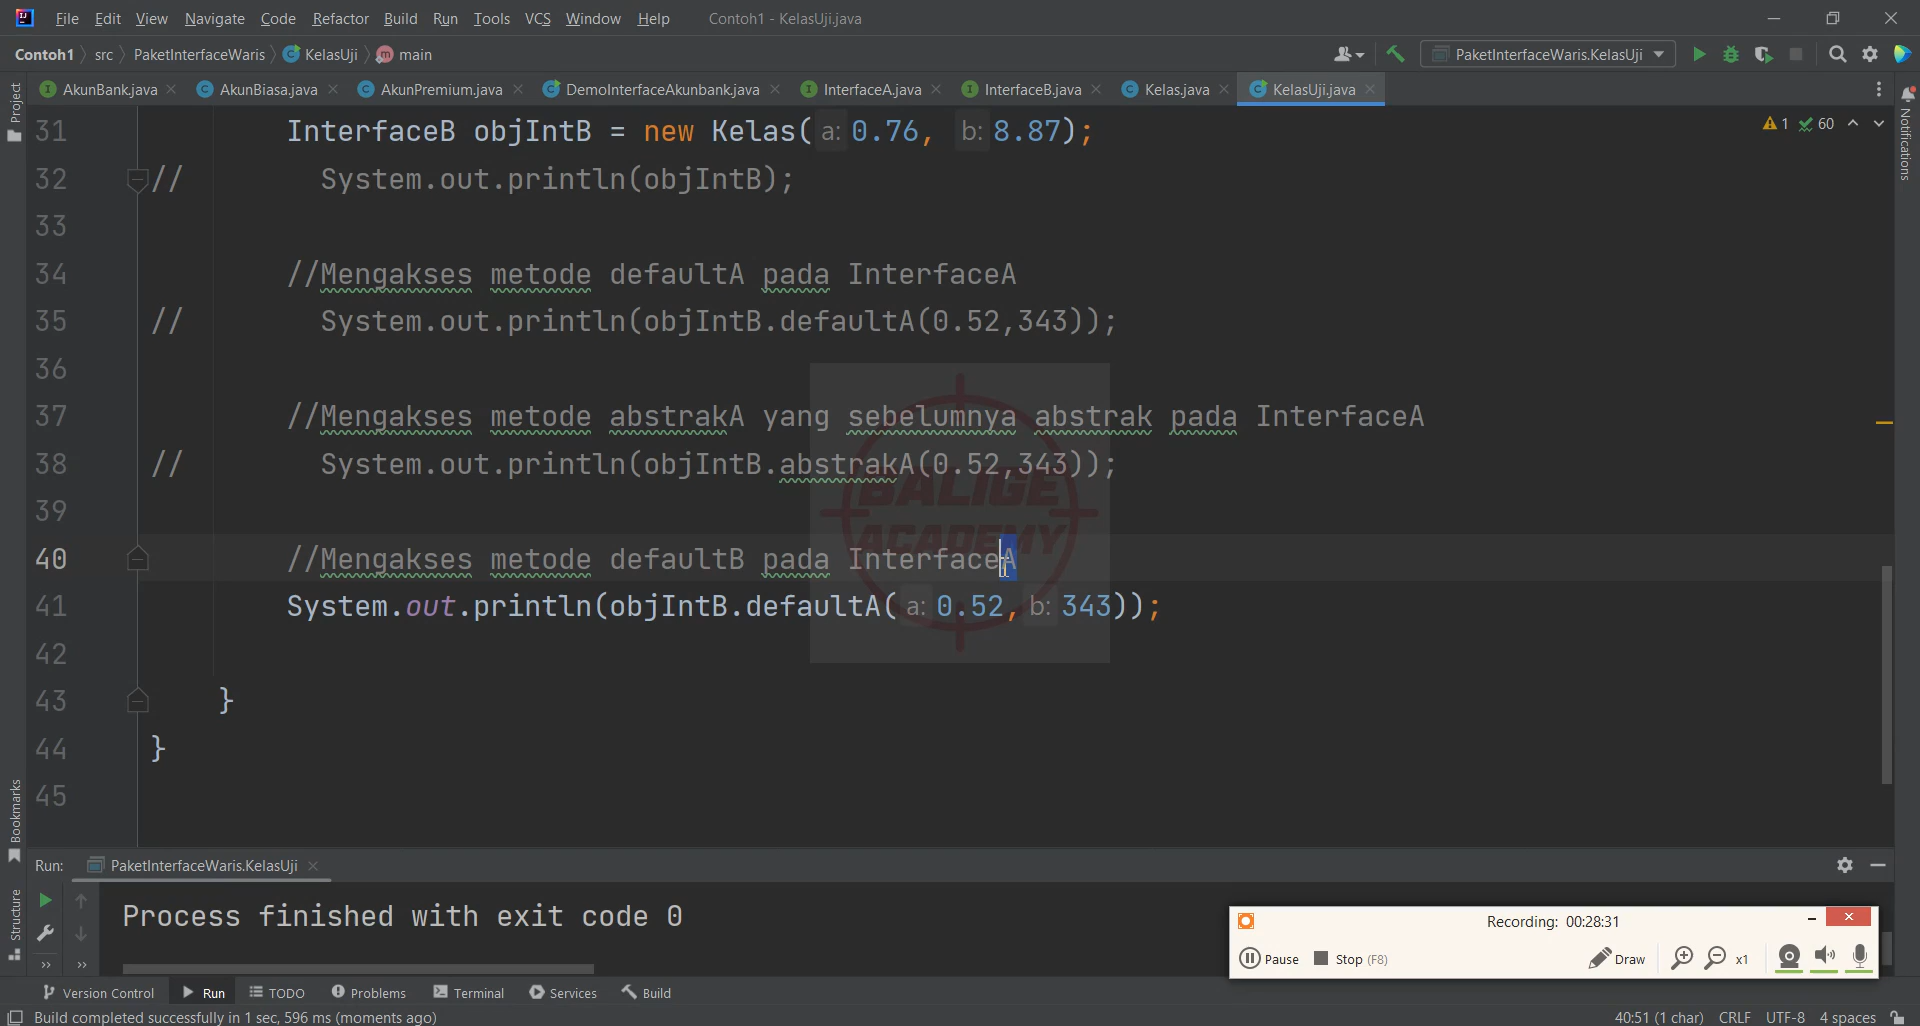 File Edit View Navigate Code Refactor Build Run Tools VCS Window Help Contoh1 - KelasUji.java
Contoh1 src PaketInterfaceWaris KelasUji main PaketInterfaceWaris.KelasUji
AkunBank.java AkunBiasa.java AkunPremium.java DemoInterfaceAkunbank.java InterfaceA.java InterfaceB.java Kelas.java KelasUji.java
Project
Notifications
1 60
31 InterfaceB objIntB = new Kelas( a: 0.76, b: 8.87);
32 // System.out.println(objIntB);
33
34 //Mengakses metode defaultA pada InterfaceA
35 // System.out.println(objIntB.defaultA(0.52,343));
36
37 //Mengakses metode abstrakA yang sebelumnya abstrak pada InterfaceA
38 // System.out.println(objIntB.abstrakA(0.52,343));
39
40 //Mengakses metode defaultB pada InterfaceA
41 System.out.println(objIntB.defaultA( a: 0.52, b: 343));
42
43 }
44 }
45
BALIGE
ACADEMY
Bookmarks
Structure
Run: PaketInterfaceWaris.KelasUji
Process finished with exit code 0
Recording: 00:28:31
Pause Stop (F8) Draw x1
Version Control Run TODO Problems Terminal Services Build
Build completed successfully in 1 sec, 596 ms (moments ago) 40:51 (1 char) CRLF UTF-8 4 spaces